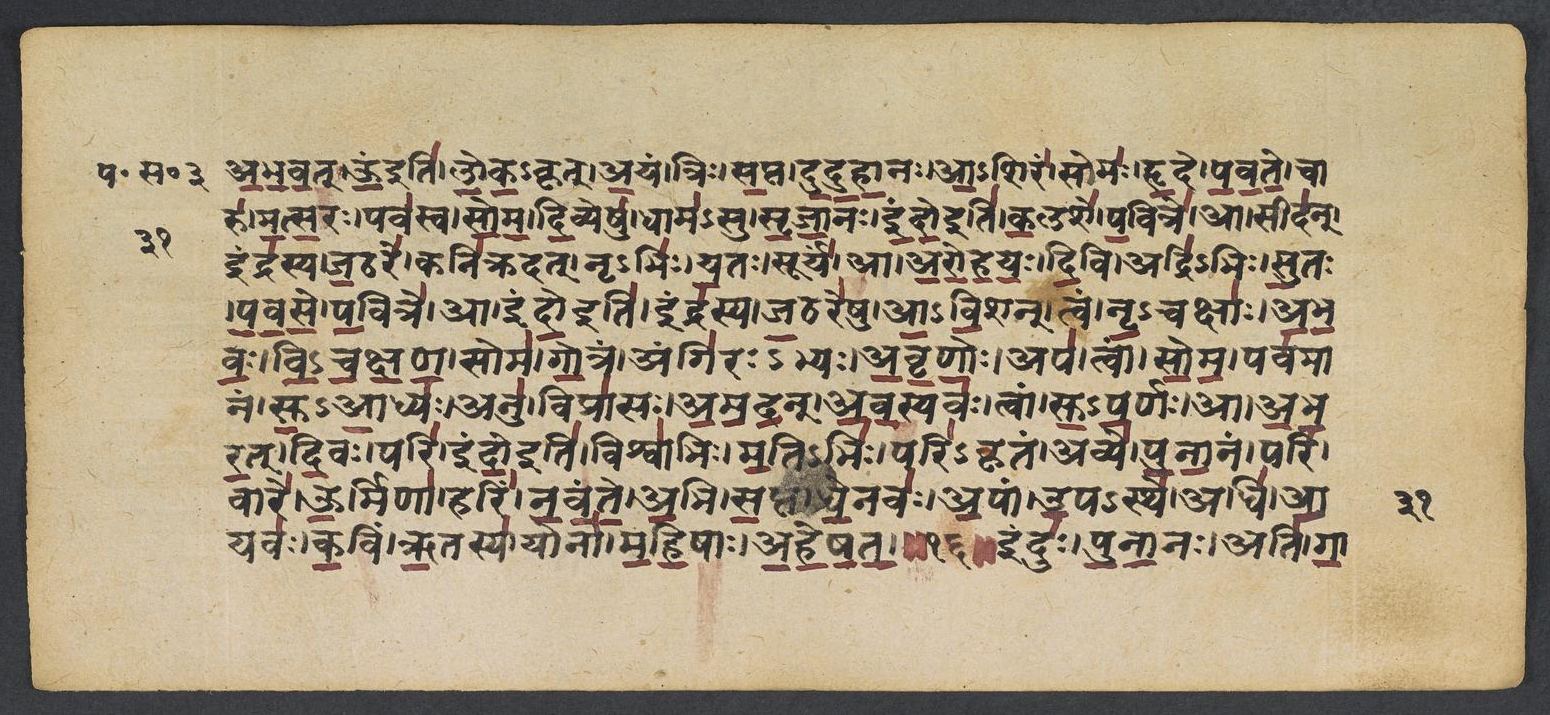 प॰ स॰ ३ अभवत्।ऊं इति।लोकऽकृत्।अयं।त्रिः।सप्त।दुदुहानः।आऽशिरं।सोमः।हृदे।पवते।चा
रु।मत्सरः।पवस्व।सोम।दिव्येषु।धामऽसु।सृजानः।इंदो इति।कलशे।पवित्रे।आ।सीदन्।
३१
इंद्रस्य।जठरे।कनिक्रदत्।नृऽभिः।यतः।सूर्यं।आ।अरोहयः।दिवि।अद्रिऽभिः।सुतः
।पवसे।पवित्रे।आ।इंदो इति।इंद्रस्य।जठरेषु।आऽविशन्।त्वं।नृऽचक्षाः।अभ
वः।विऽचक्षण।सोम।गोत्रं।अंगिरःऽभ्यः।अवृणोः।अप।त्वां।सोम।पवमा
नं।सुऽआध्यः।अनु।विप्रासः।अमदन्।अवस्यवः।त्वां।सुऽपर्णः।आ।अभ
रत्।दिवः।परि।इंदो इति।विश्वाभिः।मतिऽभिः।परिऽकृतं।अव्ये।पुनानं।परि।
वारे।ऊर्मिणा।हरिं।नवंते।अभि।सप्त।धेनवः।अपां।उपऽस्थे।अधि।आ ३१
यवः।कविं।ऋतस्य।योना।महिषाः।अहेषत।॥१६॥इंदुः।पुनानः।अति।गा